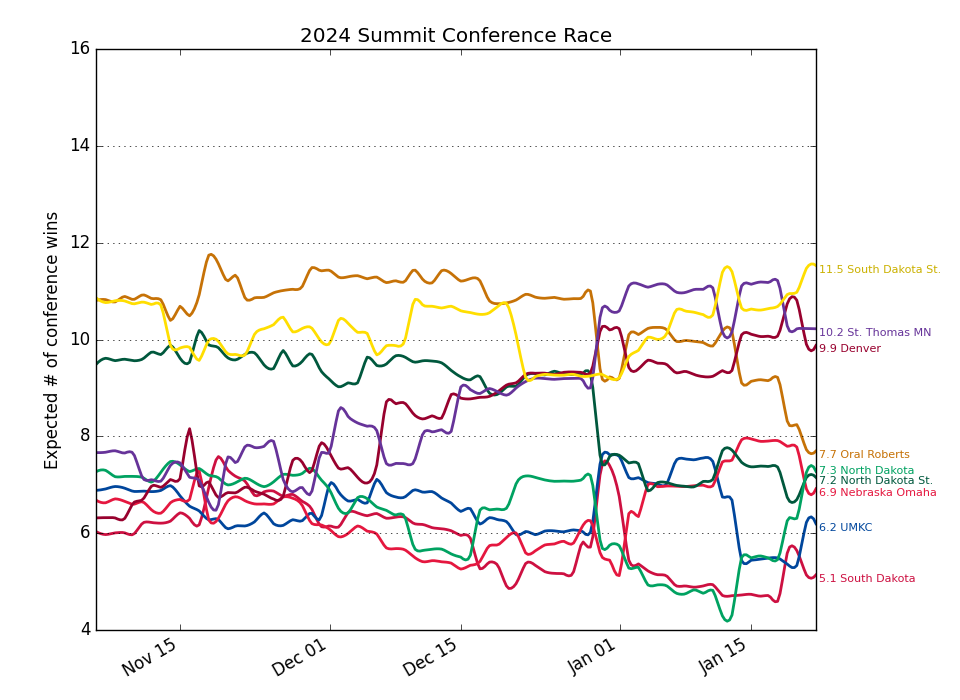 2024 Summit Conference Race
Expected # of conference wins
16
14
12
10
8
6
4
11.5 South Dakota St.
10.2 St. Thomas MN
9.9 Denver
7.7 Oral Roberts
7.3 North Dakota
7.2 North Dakota St.
6.9 Nebraska Omaha
6.2 UMKC
5.1 South Dakota
Nov 15
Dec 01
Dec 15
Jan 01
Jan 15